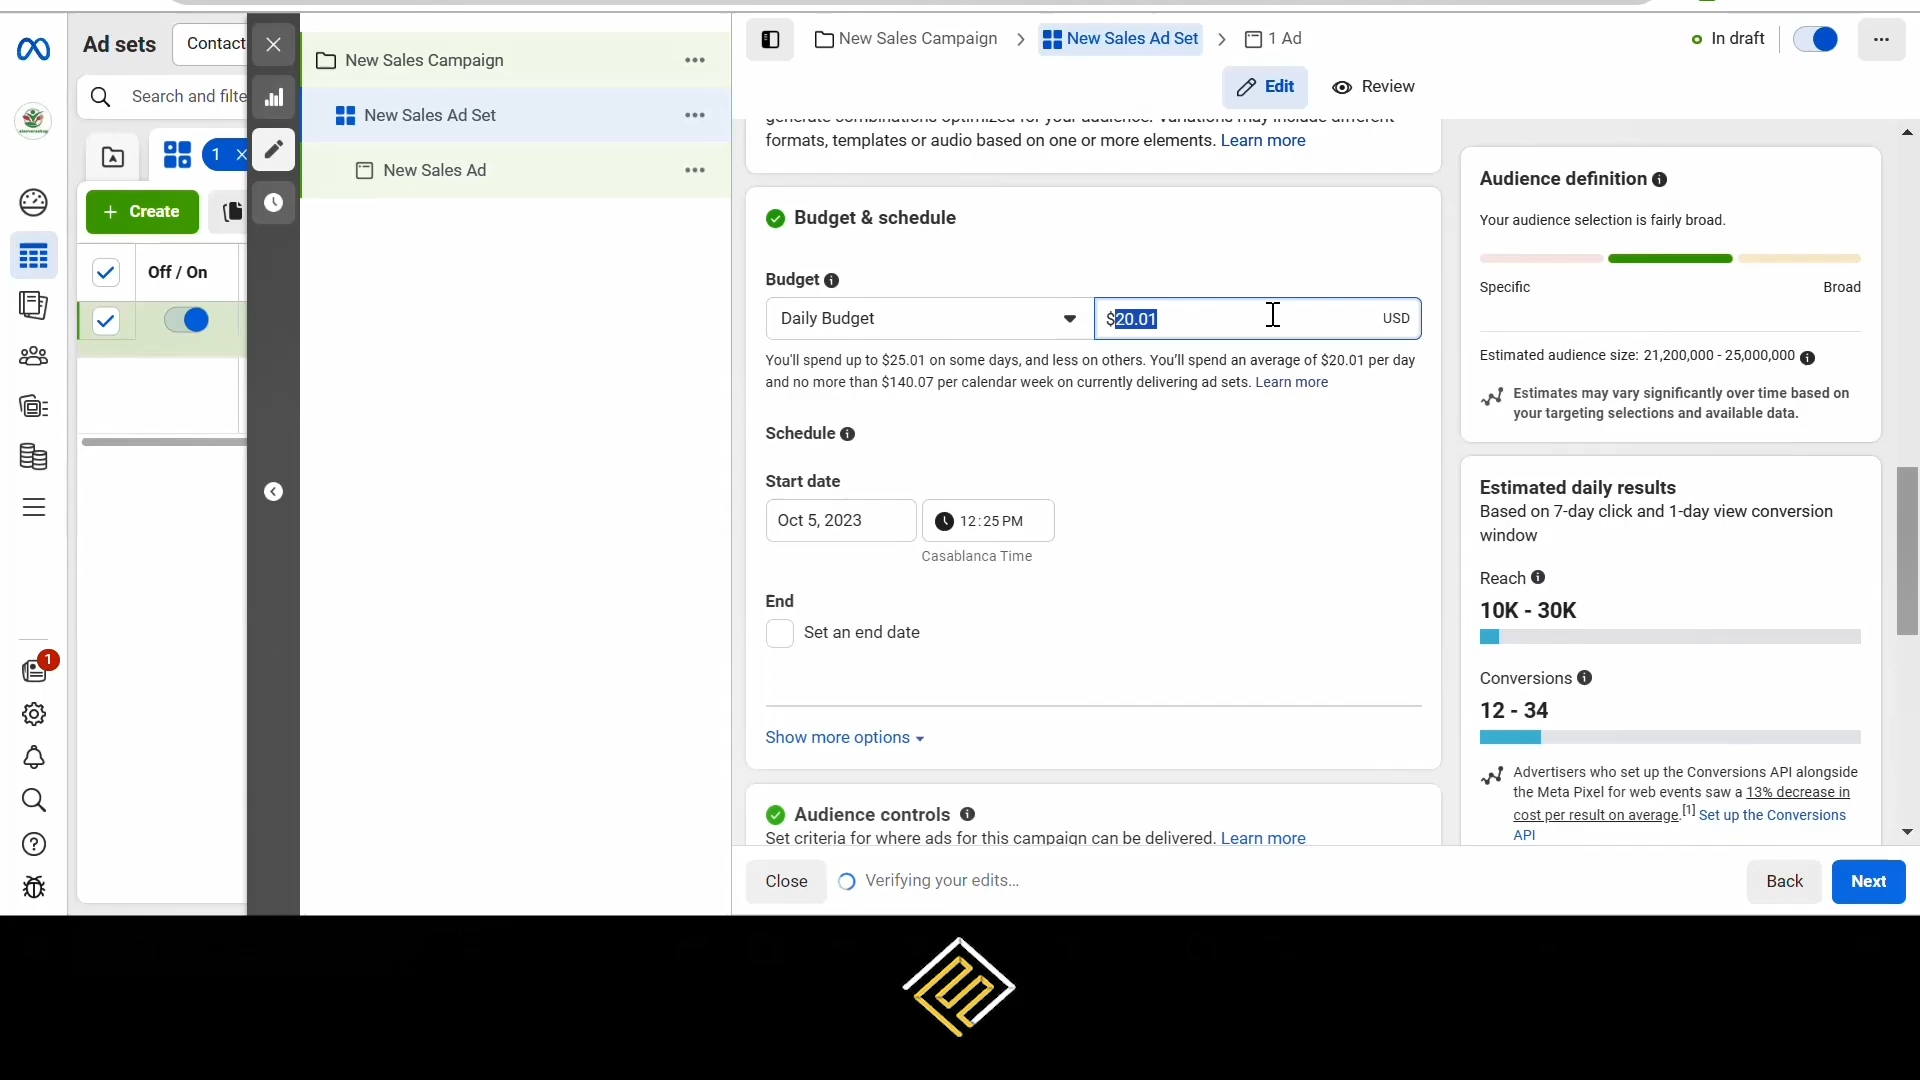 Ad sets
Contact
Search and filte
1
Create
Off / On
1
New Sales Campaign
New Sales Ad Set
New Sales Ad
New Sales Campaign
New Sales Ad Set
1 Ad
In draft
Edit
Review
generate combinations optimized for your audience. Variations may include different
formats, templates or audio based on one or more elements. Learn more
Budget & schedule
Budget
Daily Budget
$20.01
USD
You'll spend up to $25.01 on some days, and less on others. You'll spend an average of $20.01 per day
and no more than $140.07 per calendar week on currently delivering ad sets. Learn more
Schedule
Start date
Oct 5, 2023
12:25 PM
Casablanca Time
End
Set an end date
Show more options
Audience controls
Set criteria for where ads for this campaign can be delivered. Learn more
Close
Verifying your edits...
Back
Next
Audience definition
Your audience selection is fairly broad.
Specific
Broad
Estimated audience size: 21,200,000 - 25,000,000
Estimates may vary significantly over time based on
your targeting selections and available data.
Estimated daily results
Based on 7-day click and 1-day view conversion
window
Reach
10K - 30K
Conversions
12 - 34
Advertisers who set up the Conversions API alongside
the Meta Pixel for web events saw a 13% decrease in
cost per result on average.[1] Set up the Conversions
API